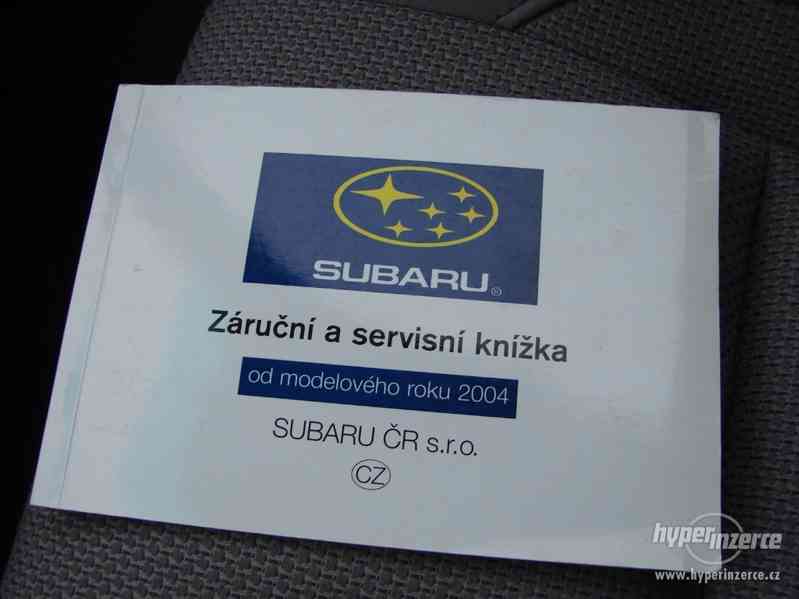 SUBARU®
Záruční a servisní knížka
od modelového roku 2004
SUBARU ČR s.r.o.
CZ
hyperinzerce
www.hyperinzerce.cz